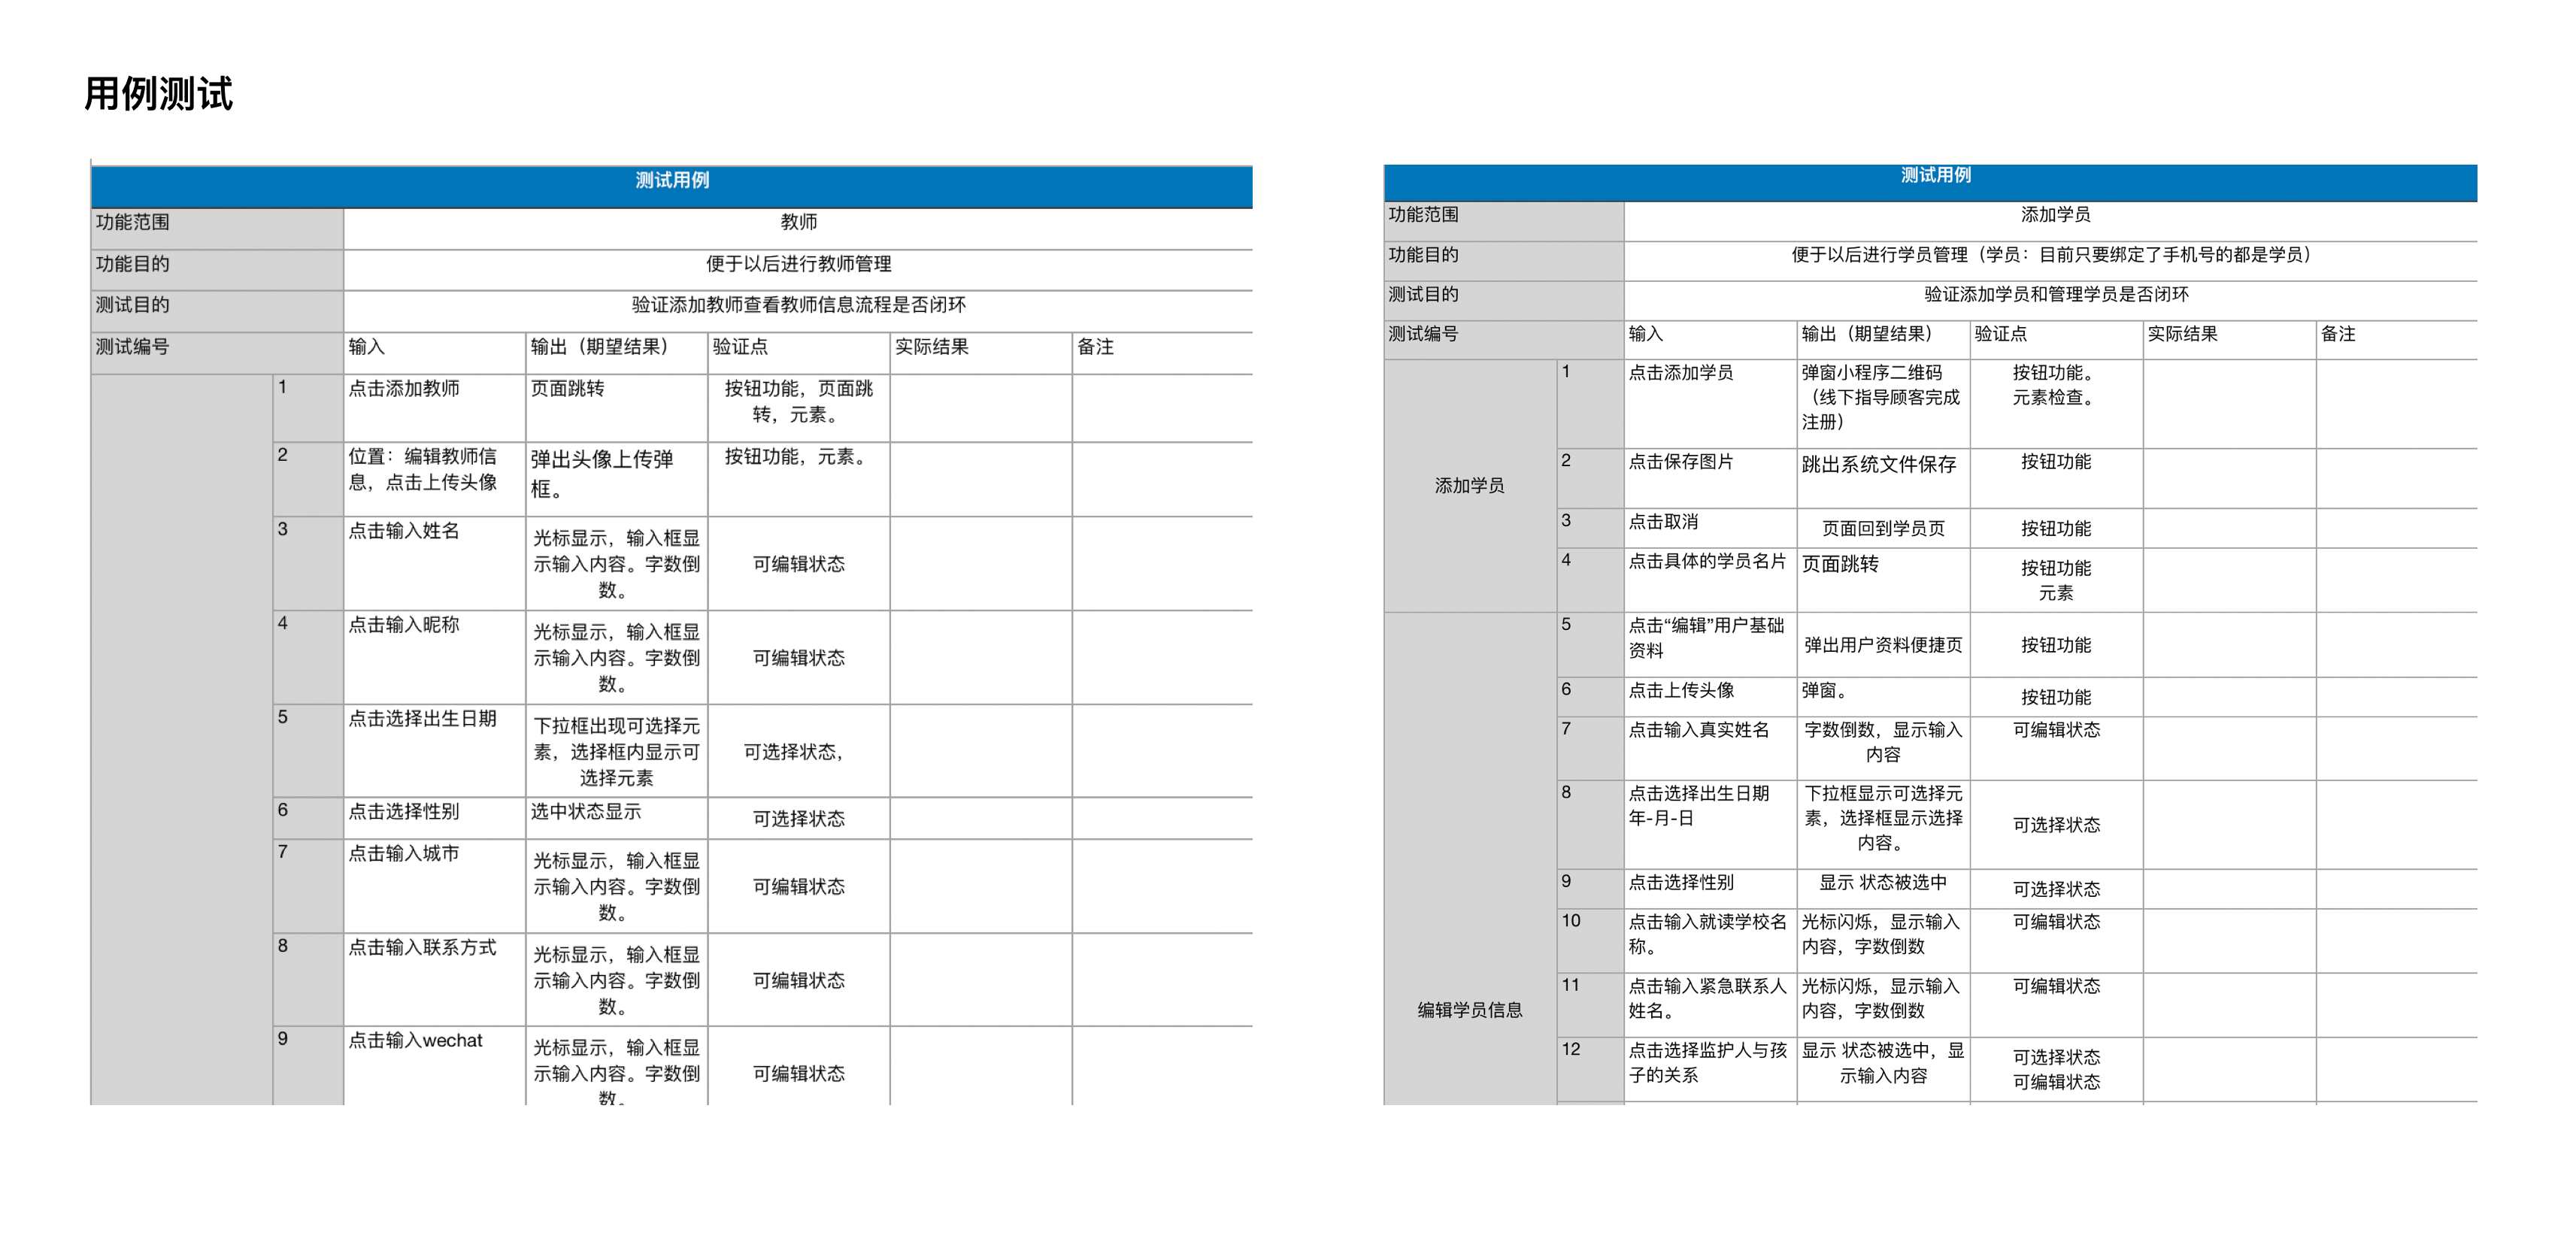 用例测试
测试用例
功能范围
教师
功能目的
便于以后进行教师管理
测试目的
验证添加教师查看教师信息流程是否闭环
测试编号
输入
输出（期望结果）
验证点
实际结果
备注
1
点击添加教师
页面跳转
按钮功能，页面跳
转，元素。
2
位置：编辑教师信
息，点击上传头像
弹出头像上传弹
框。
按钮功能，元素。
3
点击输入姓名
光标显示，输入框显
示输入内容。字数倒
数。
可编辑状态
4
点击输入昵称
光标显示，输入框显
示输入内容。字数倒
数。
可编辑状态
5
点击选择出生日期
下拉框出现可选择元
素，选择框内显示可
选择元素
可选择状态，
6
点击选择性别
选中状态显示
可选择状态
7
点击输入城市
光标显示，输入框显
示输入内容。字数倒
数。
可编辑状态
8
点击输入联系方式
光标显示，输入框显
示输入内容。字数倒
数。
可编辑状态
9
点击输入wechat
光标显示，输入框显
示输入内容。字数倒
数。
可编辑状态
测试用例
功能范围
添加学员
功能目的
便于以后进行学员管理（学员：目前只要绑定了手机号的都是学员）
测试目的
验证添加学员和管理学员是否闭环
测试编号
输入
输出（期望结果）
验证点
实际结果
备注
添加学员
1
点击添加学员
弹窗小程序二维码
（线下指导顾客完成
注册）
按钮功能。
元素检查。
2
点击保存图片
跳出系统文件保存
按钮功能
3
点击取消
页面回到学员页
按钮功能
4
点击具体的学员名片
页面跳转
按钮功能
元素
编辑学员信息
5
点击“编辑”用户基础
资料
弹出用户资料便捷页
按钮功能
6
点击上传头像
弹窗。
按钮功能
7
点击输入真实姓名
字数倒数，显示输入
内容
可编辑状态
8
点击选择出生日期
年-月-日
下拉框显示可选择元
素，选择框显示选择
内容。
可选择状态
9
点击选择性别
显示 状态被选中
可选择状态
10
点击输入就读学校名
称。
光标闪烁，显示输入
内容，字数倒数
可编辑状态
11
点击输入紧急联系人
姓名。
光标闪烁，显示输入
内容，字数倒数
可编辑状态
12
点击选择监护人与孩
子的关系
显示 状态被选中，显
示输入内容
可选择状态
可编辑状态